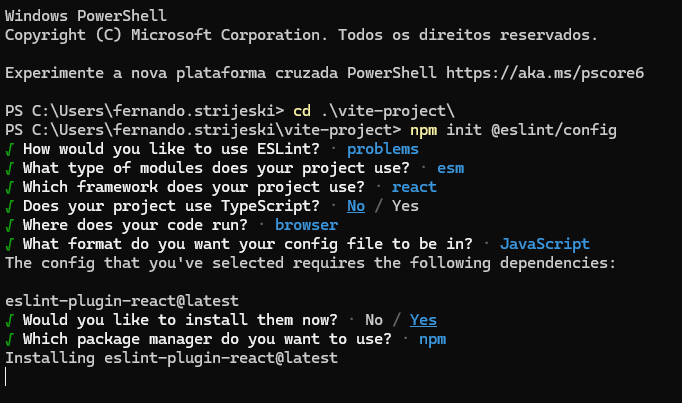 Windows PowerShell
Copyright (C) Microsoft Corporation. Todos os direitos reservados.
Experimente a nova plataforma cruzada PowerShell https://aka.ms/pscore6
PS C:\Users\fernando.strijeski> cd .\vite-project\
PS C:\Users\fernando.strijeski\vite-project> npm init @eslint/config
√ How would you like to use ESLint? · problems
√ What type of modules does your project use? · esm
√ Which framework does your project use? · react
√ Does your project use TypeScript? · No / Yes
√ Where does your code run? · browser
√ What format do you want your config file to be in? · JavaScript
The config that you've selected requires the following dependencies:
eslint-plugin-react@latest
√ Would you like to install them now? · No / Yes
√ Which package manager do you want to use? · npm
Installing eslint-plugin-react@latest